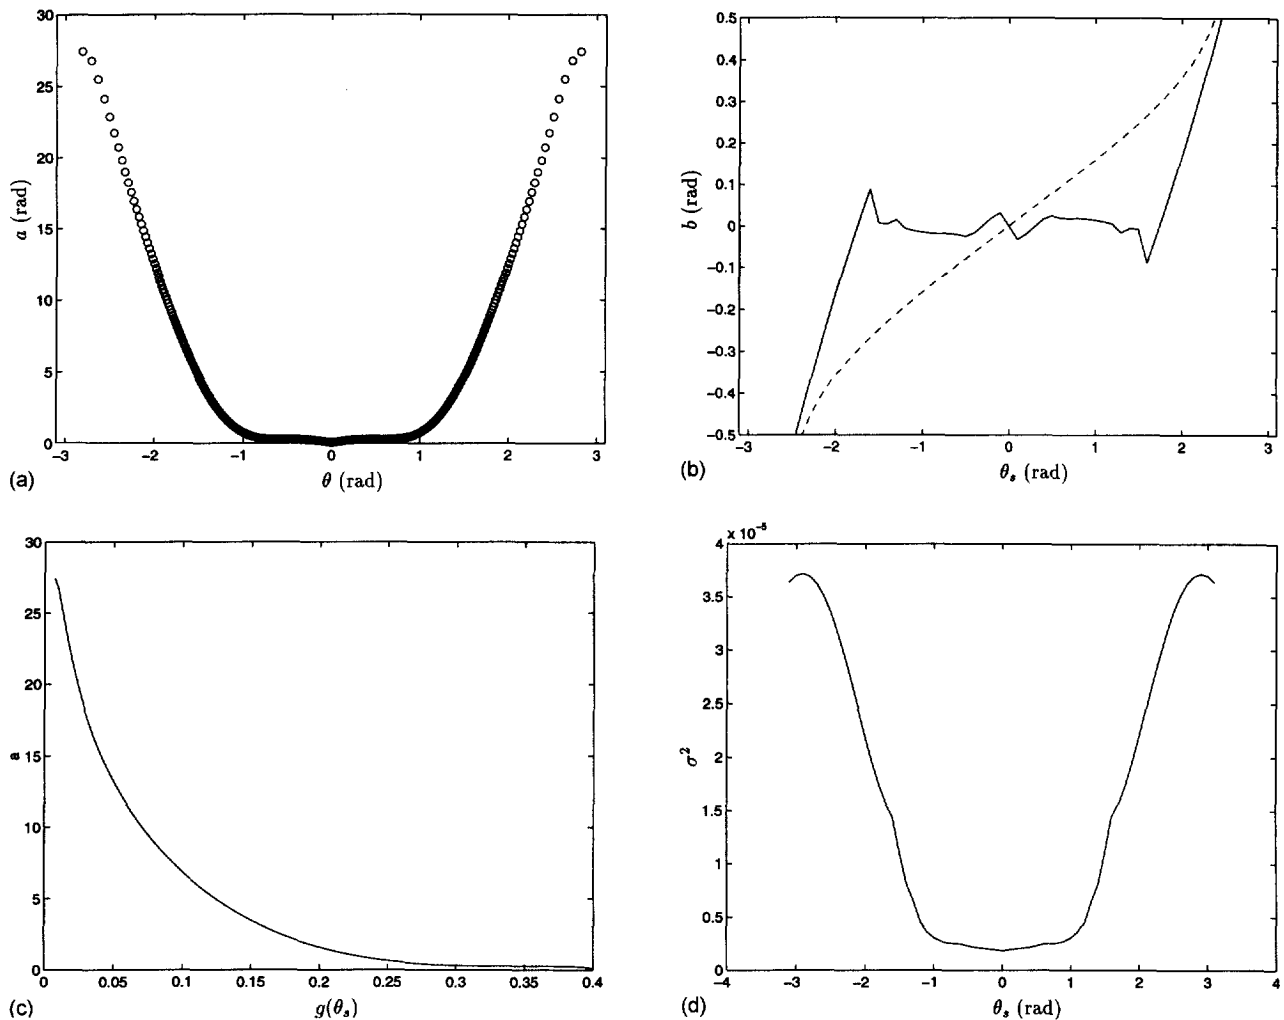 30
25
20
15
10
5
0
a (rad)
−3 −2 −1 0 1 2 3
(a)
θ (rad)
0.5
0.4
0.3
0.2
0.1
0
−0.1
−0.2
−0.3
−0.4
−0.5
b (rad)
−3 −2 −1 0 1 2 3
(b)
θₛ (rad)
30
25
20
15
10
5
0
a
0 0.05 0.1 0.15 0.2 0.25 0.3 0.35 0.4
(c)
g(θₛ)
x 10⁻⁵
4
3.5
3
2.5
2
1.5
1
0.5
0
σ²
−4 −3 −2 −1 0 1 2 3 4
(d)
θₛ (rad)